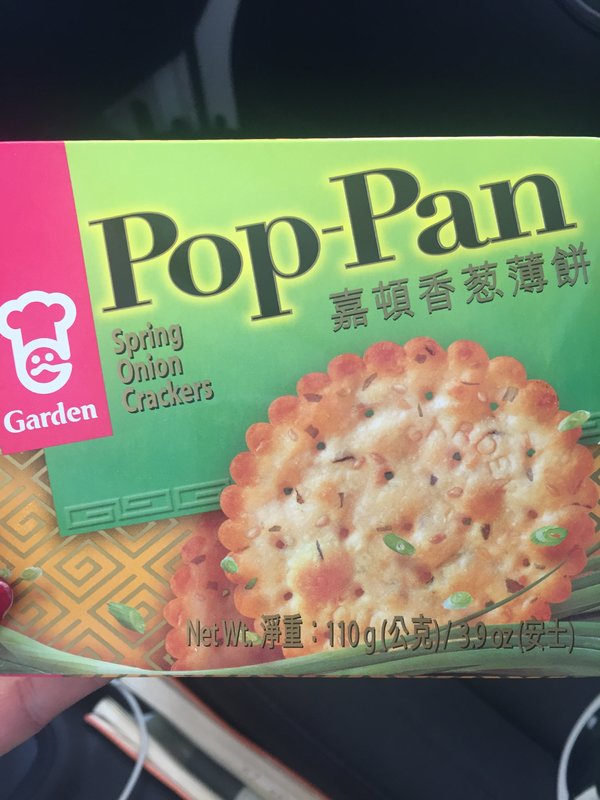 Pop-Pan
嘉頓香葱薄餅
Spring
Onion
Crackers
Garden
Net Wt. 淨重：110 g (公克) / 3.9 oz (安士)